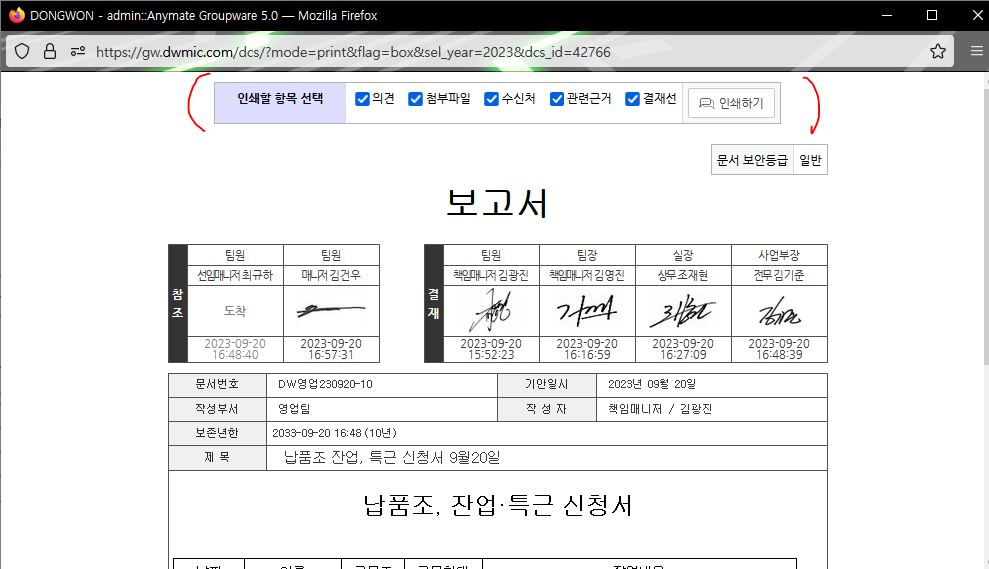 DONGWON - admin::Anymate Groupware 5.0 — Mozilla Firefox
https://gw.dwmic.com/dcs/?mode=print&flag=box&sel_year=2023&dcs_id=42766
인쇄할 항목 선택 의견 첨부파일 수신처 관련근거 결재선 인쇄하기
문서 보안등급 일반
보고서
참조
팀원 팀원
선임매니저 최규하 매니저 김건우
도착
2023-09-20 16:48:40 2023-09-20 16:57:31
결재
팀원 팀장 실장 사업부장
책임매니저 김광진 책임매니저 김영진 상무 조재현 전무 김기준
2023-09-20 15:52:23 2023-09-20 16:16:59 2023-09-20 16:27:09 2023-09-20 16:48:39
문서번호 DW영업230920-10 기안일시 2023년 09월 20일
작성부서 영업팀 작 성 자 책임매니저 / 김광진
보존년한 2033-09-20 16:48 (10년)
제 목 납품조 잔업, 특근 신청서 9월20일
납품조, 잔업·특근 신청서